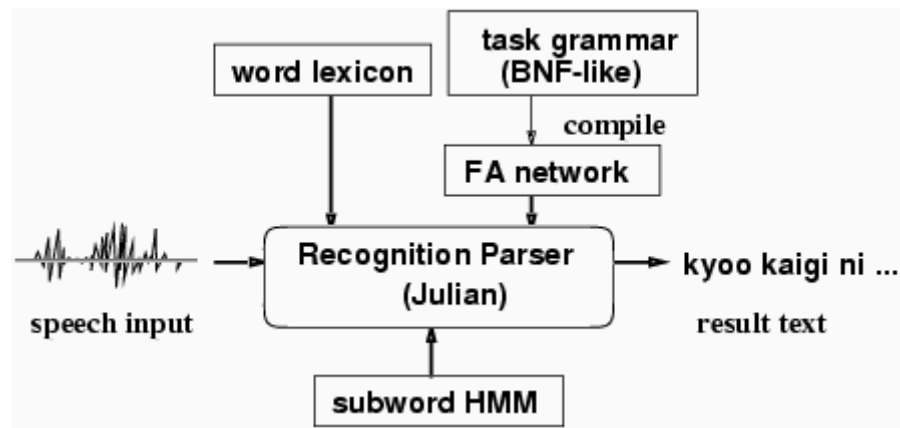 task grammar
(BNF-like)
word lexicon
compile
FA network
Recognition Parser
(Julian)
kyoo kaigi ni ...
speech input
result text
subword HMM